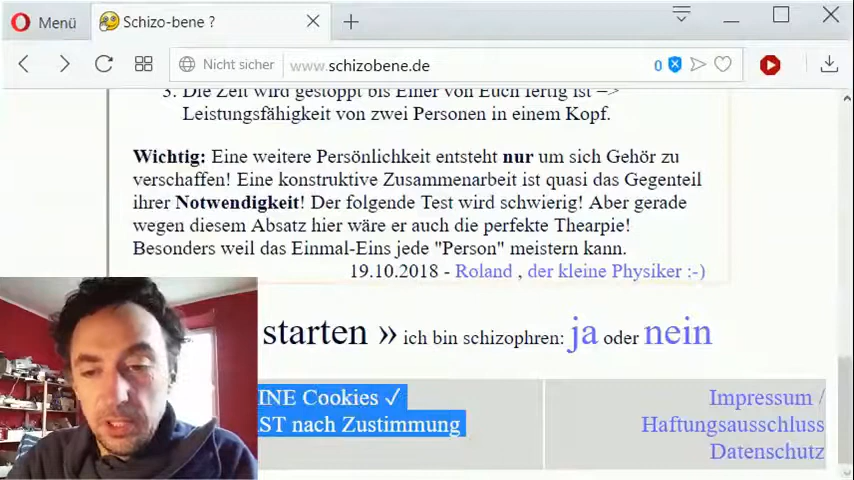 Menü
Schizo-bene ?
Nicht sicher
www.schizobene.de
0
3. Die Zeit wird gestoppt bis Einer von Euch fertig ist =>
Leistungsfähigkeit von zwei Personen in einem Kopf.
Wichtig: Eine weitere Persönlichkeit entsteht nur um sich Gehör zu
verschaffen! Eine konstruktive Zusammenarbeit ist quasi das Gegenteil
ihrer Notwendigkeit! Der folgende Test wird schwierig! Aber gerade
wegen diesem Absatz hier wäre er auch die perfekte Thearpie!
Besonders weil das Einmal-Eins jede "Person" meistern kann.
19.10.2018 - Roland , der kleine Physiker :-)
starten » ich bin schizophren: ja oder nein
INE Cookies ✓
ST nach Zustimmung
Impressum /
Haftungsausschluss
Datenschutz